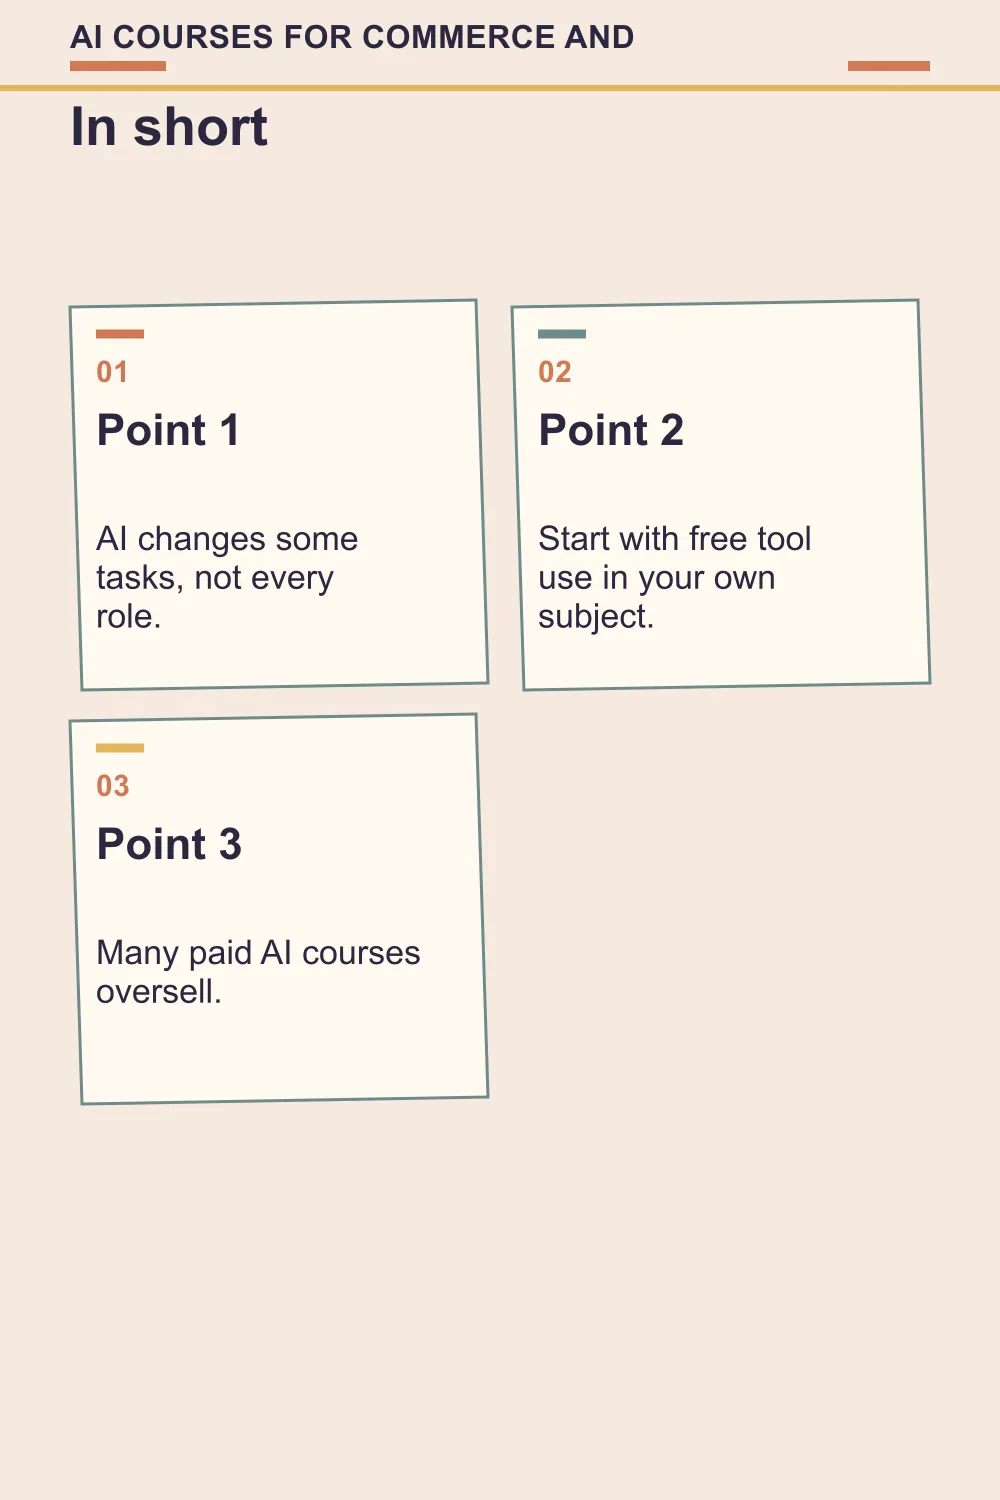 AI COURSES FOR COMMERCE AND
In short
01
Point 1
AI changes some
tasks, not every
role.
02
Point 2
Start with free tool
use in your own
subject.
03
Point 3
Many paid AI courses
oversell.